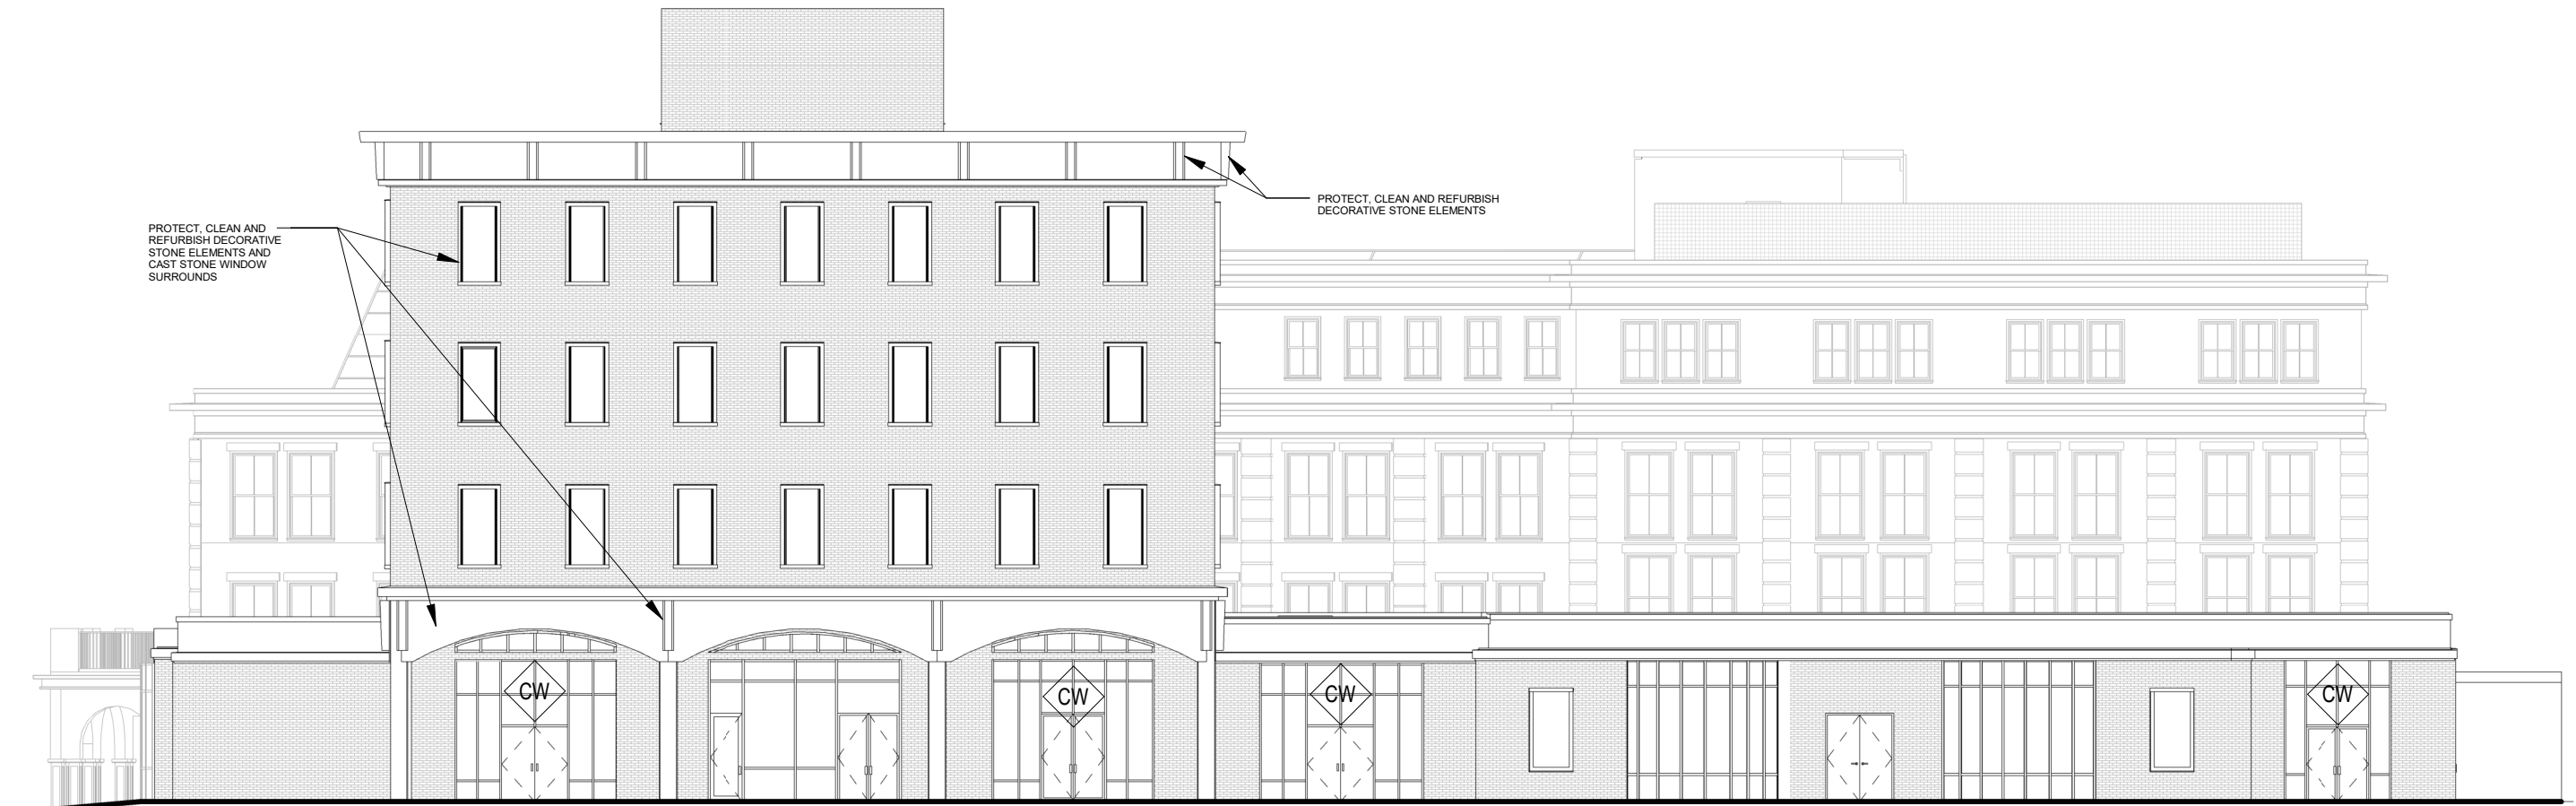 PROTECT, CLEAN AND REFURBISH
DECORATIVE STONE ELEMENTS
PROTECT, CLEAN AND
REFURBISH DECORATIVE
STONE ELEMENTS AND
CAST STONE WINDOW
SURROUNDS
CW
CW
CW
CW